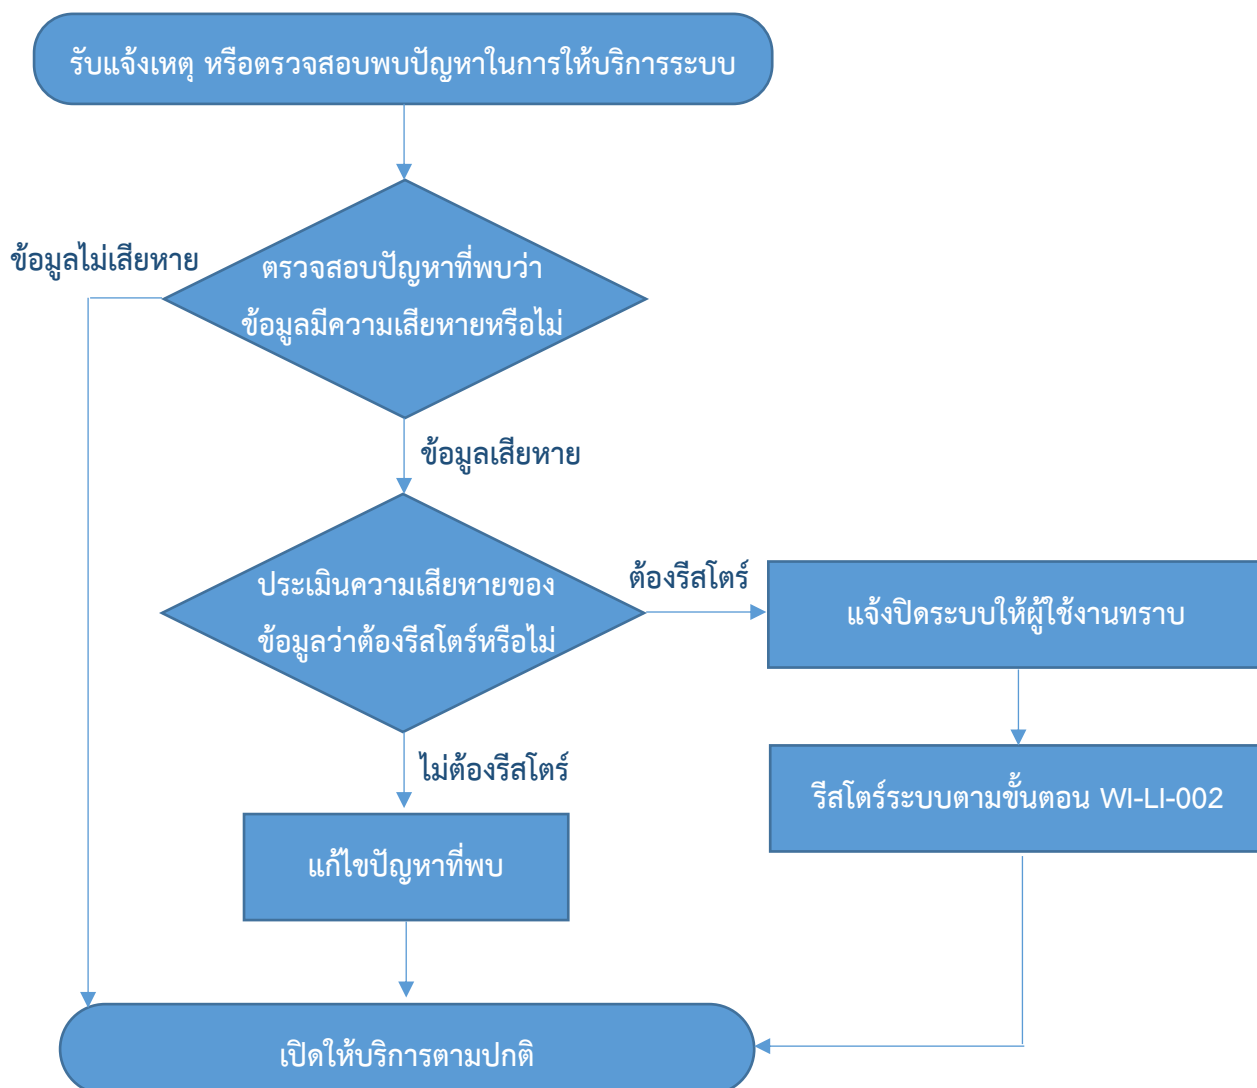 รับแจ้งเหตุ หรือตรวจสอบพบปัญหาในการให้บริการระบบ
ข้อมูลไม่เสียหาย
ตรวจสอบปัญหาที่พบว่า
ข้อมูลมีความเสียหายหรือไม่
ข้อมูลเสียหาย
ประเมินความเสียหายของ
ข้อมูลว่าต้องรีสโตร์หรือไม่
ต้องรีสโตร์
แจ้งปิดระบบให้ผู้ใช้งานทราบ
ไม่ต้องรีสโตร์
รีสโตร์ระบบตามขั้นตอน WI-LI-002
แก้ไขปัญหาที่พบ
เปิดให้บริการตามปกติ